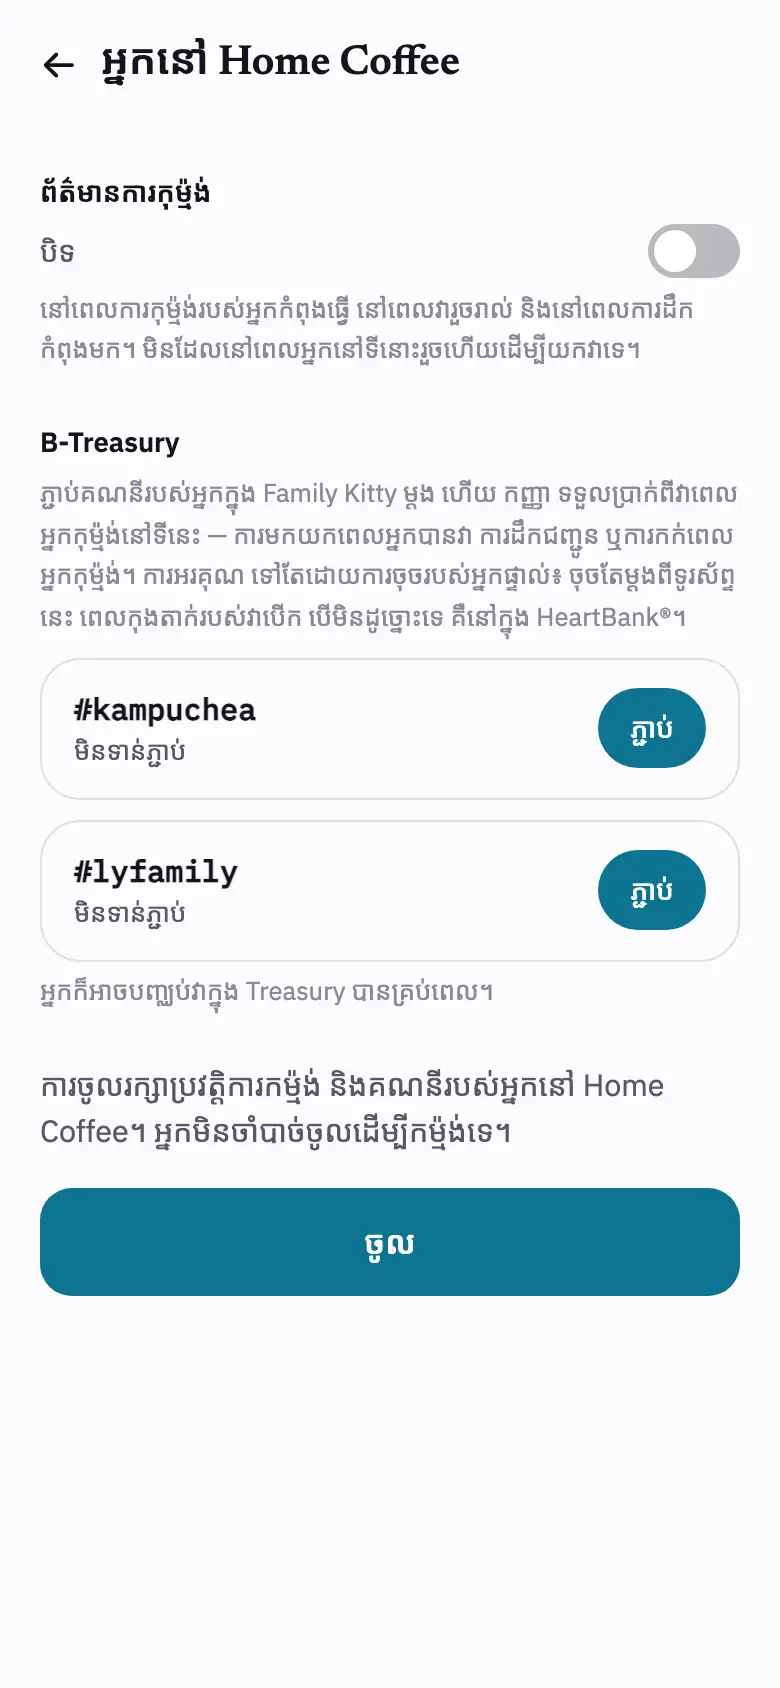 អ្នកនៅ Home Coffee
ព័ត៌មានការកុម្ម៉ង់
បិទ
នៅពេលការកុម្ម៉ង់របស់អ្នកកំពុងធ្វើ នៅពេលវារួចរាល់ និងនៅពេលការដឹក
កំពុងមក។ មិនដែលនៅពេលអ្នកនៅទីនោះរួចហើយដើម្បីយកវាទេ។
B-Treasury
ភ្ជាប់គណនីរបស់អ្នកក្នុង Family Kitty ម្តង ហើយ កញ្ញា ទទួលប្រាក់ពីវាពេល
អ្នកកុម្ម៉ង់នៅទីនេះ — ការមកយកពេលអ្នកបានវា ការដឹកជញ្ជូន ឬការកក់ពេល
អ្នកកុម្ម៉ង់។ ការអរគុណ ទៅតែដោយការចុចរបស់អ្នកផ្ទាល់៖ ចុចតែម្តងពីទូរស័ព្ទ
នេះ ពេលកុងតាក់របស់វាបើក បើមិនដូច្នោះទេ គឺនៅក្នុង HeartBank®។
#kampuchea
មិនទាន់ភ្ជាប់
ភ្ជាប់
#lyfamily
មិនទាន់ភ្ជាប់
ភ្ជាប់
អ្នកក៏អាចបញ្ឈប់វាក្នុង Treasury បានគ្រប់ពេល។
ការចូលរក្សាប្រវត្តិការកម្ម៉ង់ និងគណនីរបស់អ្នកនៅ Home
Coffee។ អ្នកមិនចាំបាច់ចូលដើម្បីកម្ម៉ង់ទេ។
ចូល